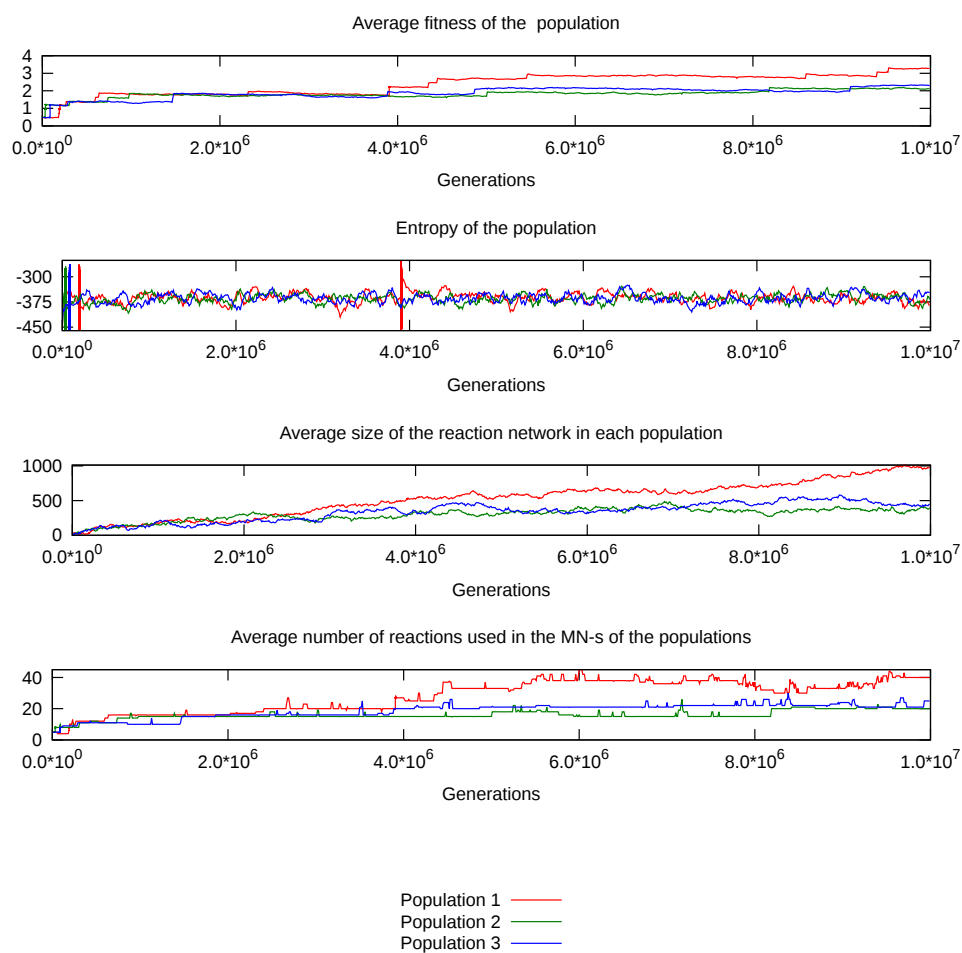 Average fitness of the  population
4
3
2
1
0
0.0*10^0 2.0*10^6 4.0*10^6 6.0*10^6 8.0*10^6 1.0*10^7
Generations
Entropy of the population
-300
-375
-450
0.0*10^0 2.0*10^6 4.0*10^6 6.0*10^6 8.0*10^6 1.0*10^7
Generations
Average size of the reaction network in each population
1000
500
0
0.0*10^0 2.0*10^6 4.0*10^6 6.0*10^6 8.0*10^6 1.0*10^7
Generations
Average number of reactions used in the MN-s of the populations
40
20
0
0.0*10^0 2.0*10^6 4.0*10^6 6.0*10^6 8.0*10^6 1.0*10^7
Generations
Population 1
Population 2
Population 3